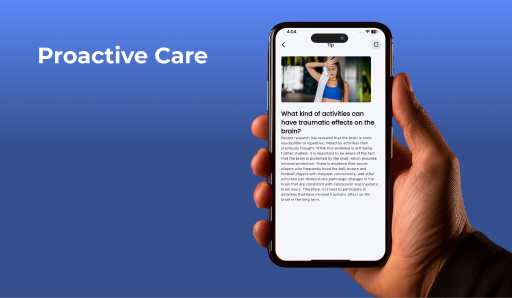 Proactive Care
4:04
Tip
What kind of activities can
have traumatic effects on the
brain?
Recent research has revealed that the brain is more
susceptible to repetitive, impactful activities than
previously thought. While this evidence is still being
further studied, it is important to be aware of the fact
that the brain is protected by the skull, which provides
minimal protection. There is evidence that soccer
players who frequently head the ball, boxers and
football players with frequent concussions, and other
activities can demonstrate pathologic changes in the
brain that are consistent with concussion and traumatic
brain injury. Therefore, it is best to participate in
activities that have minimal traumatic effect on the
brain in the long term.